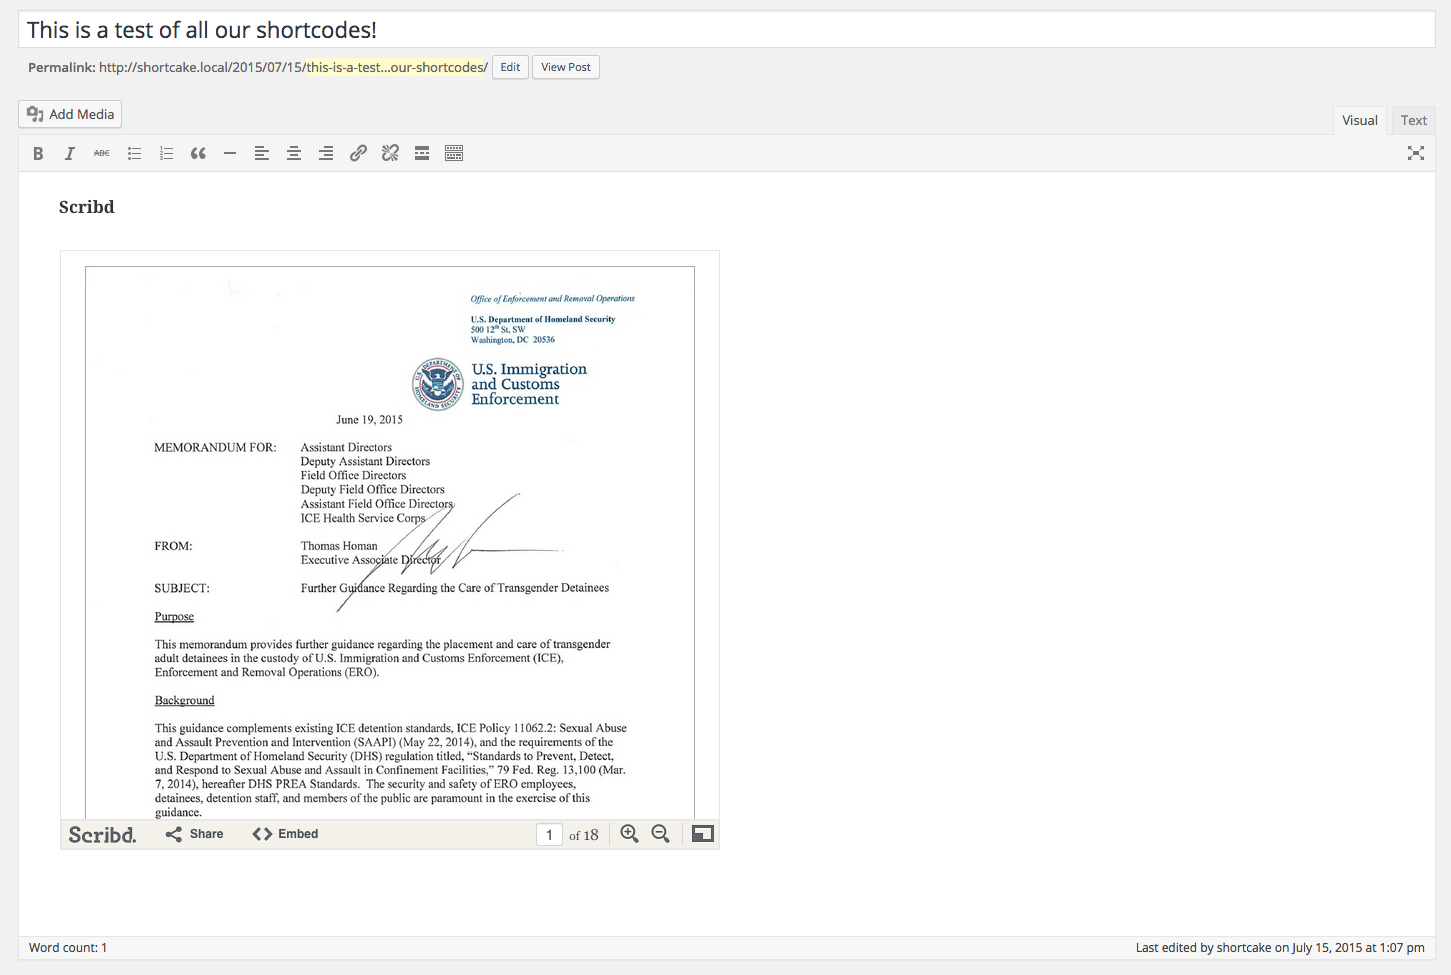 This is a test of all our shortcodes!
Permalink: http://shortcake.local/2015/07/15/this-is-a-test...our-shortcodes/ Edit View Post
Add Media
Visual Text
B I ABC
Scribd
Office of Enforcement and Removal Operations
U.S. Department of Homeland Security
500 12th St, SW
Washington, DC 20536
U.S. Immigration
and Customs
Enforcement
June 19, 2015
MEMORANDUM FOR: Assistant Directors
Deputy Assistant Directors
Field Office Directors
Deputy Field Office Directors
Assistant Field Office Directors
ICE Health Service Corps
FROM: Thomas Homan
Executive Associate Director
SUBJECT: Further Guidance Regarding the Care of Transgender Detainees
Purpose
This memorandum provides further guidance regarding the placement and care of transgender
adult detainees in the custody of U.S. Immigration and Customs Enforcement (ICE),
Enforcement and Removal Operations (ERO).
Background
This guidance complements existing ICE detention standards, ICE Policy 11062.2: Sexual Abuse
and Assault Prevention and Intervention (SAAPI) (May 22, 2014), and the requirements of the
U.S. Department of Homeland Security (DHS) regulation titled, “Standards to Prevent, Detect,
and Respond to Sexual Abuse and Assault in Confinement Facilities,” 79 Fed. Reg. 13,100 (Mar.
7, 2014), hereafter DHS PREA Standards. The security and safety of ERO employees,
detainees, detention staff, and members of the public are paramount in the exercise of this
guidance.
Scribd. Share Embed 1 of 18
Word count: 1 Last edited by shortcake on July 15, 2015 at 1:07 pm